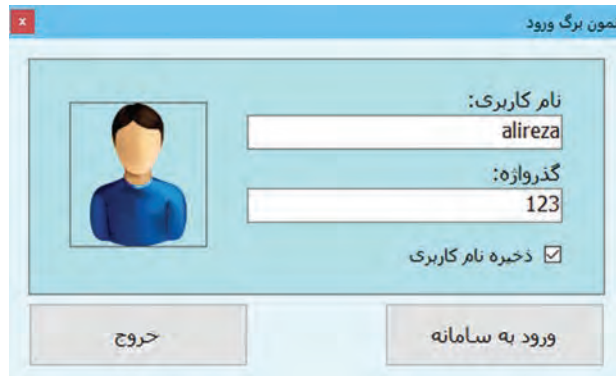 برگ ورود
نام کاربری:
alireza
گذرواژه:
123
ذخیره نام کاربری
ورود به سامانه
خروج